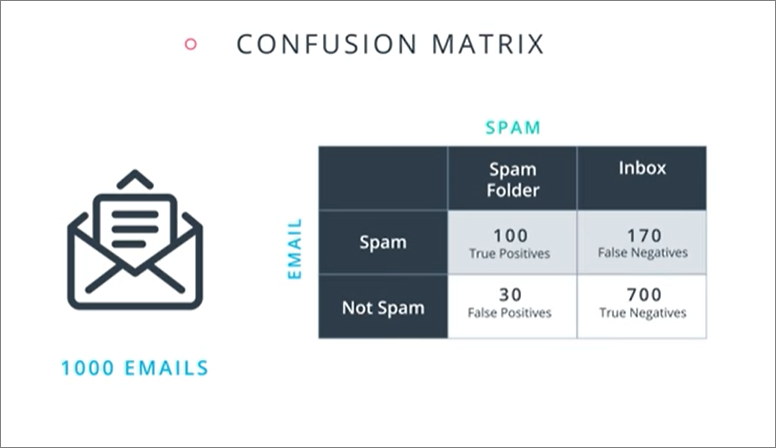 CONFUSION MATRIX
SPAM
Spam
Folder
Inbox
EMAIL
Spam
100
True Positives
170
False Negatives
Not Spam
30
False Positives
700
True Negatives
1000 EMAILS